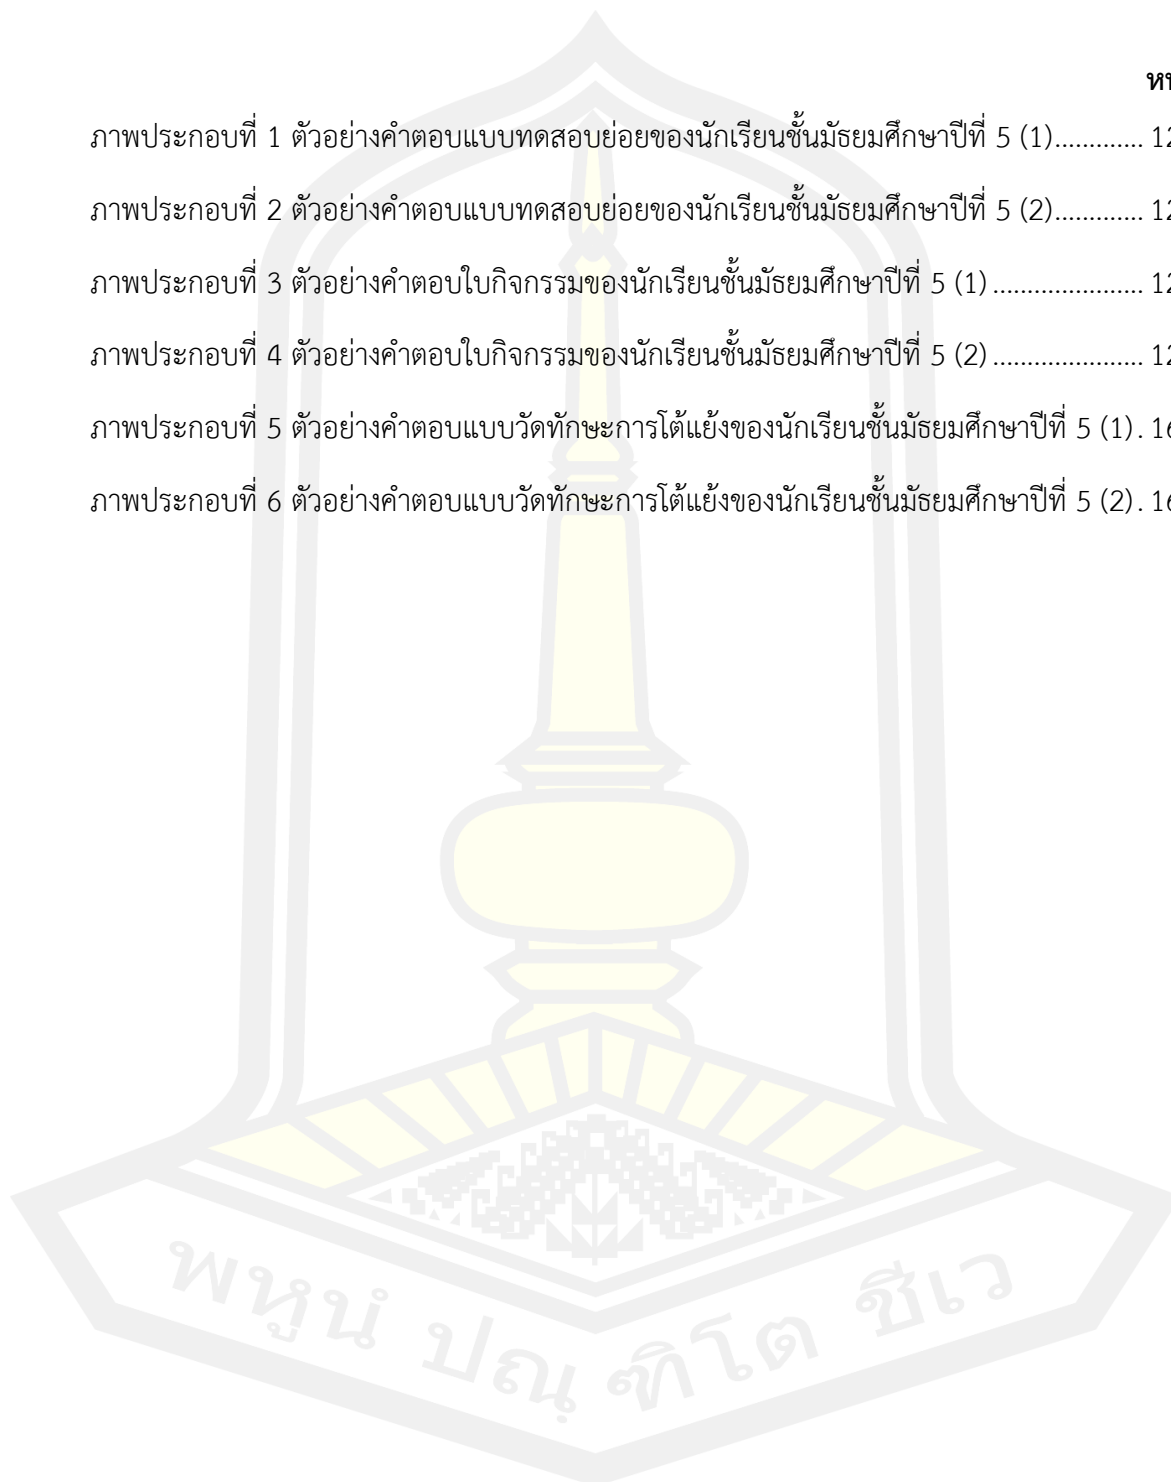 ภาพประกอบที่ 1 ตัวอย่างคำตอบแบบทดสอบย่อยของนักเรียนชั้นมัธยมศึกษาปีที่ 5 (1)............. 12
ภาพประกอบที่ 2 ตัวอย่างคำตอบแบบทดสอบย่อยของนักเรียนชั้นมัธยมศึกษาปีที่ 5 (2)............. 12
ภาพประกอบที่ 3 ตัวอย่างคำตอบใบกิจกรรมของนักเรียนชั้นมัธยมศึกษาปีที่ 5 (1)...................... 12
ภาพประกอบที่ 4 ตัวอย่างคำตอบใบกิจกรรมของนักเรียนชั้นมัธยมศึกษาปีที่ 5 (2)...................... 12
ภาพประกอบที่ 5 ตัวอย่างคำตอบแบบวัดทักษะการโต้แย้งของนักเรียนชั้นมัธยมศึกษาปีที่ 5 (1). 16
ภาพประกอบที่ 6 ตัวอย่างคำตอบแบบวัดทักษะการโต้แย้งของนักเรียนชั้นมัธยมศึกษาปีที่ 5 (2). 16
พหูนํ ปณฺฑิโต ชีเว